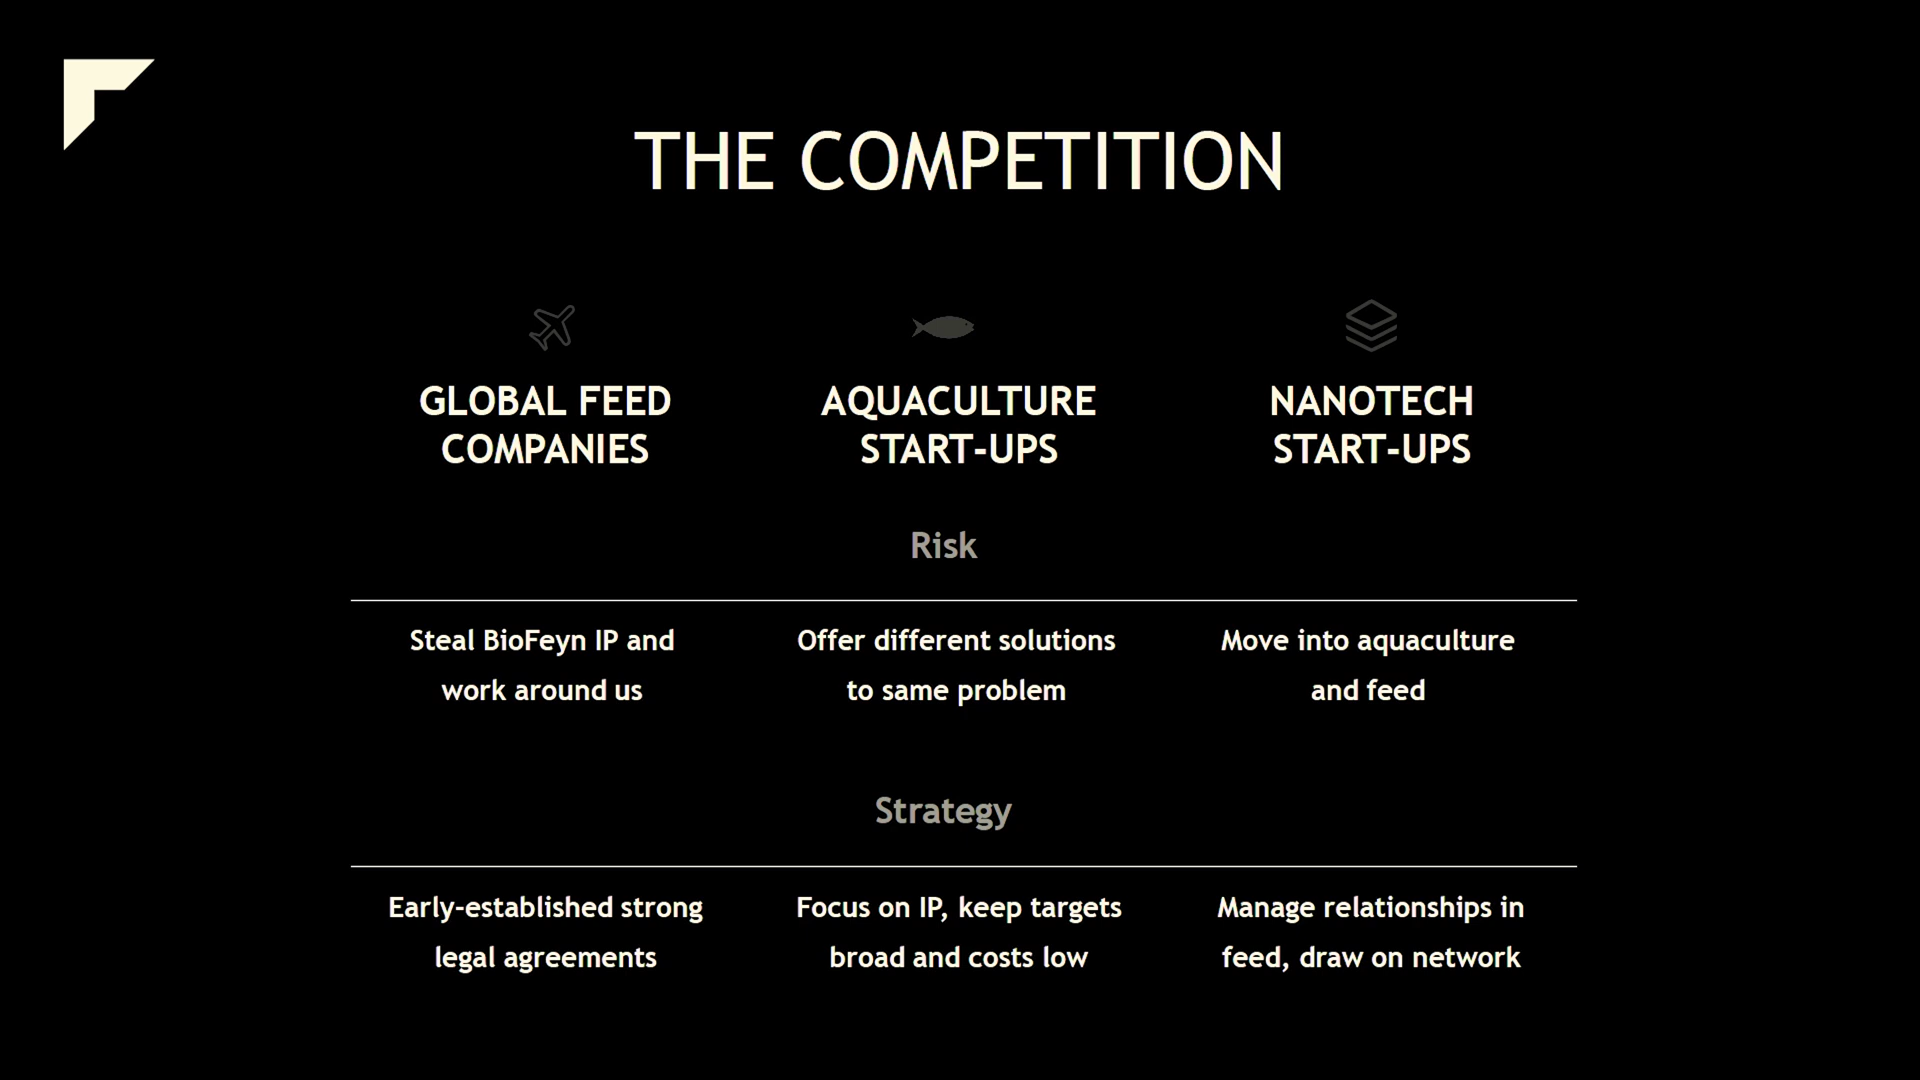 THE COMPETITION
GLOBAL FEED
COMPANIES
AQUACULTURE
START-UPS
NANOTECH
START-UPS
Risk
Steal BioFeyn IP and
work around us
Offer different solutions
to same problem
Move into aquaculture
and feed
Strategy
Early-established strong
legal agreements
Focus on IP, keep targets
broad and costs low
Manage relationships in
feed, draw on network